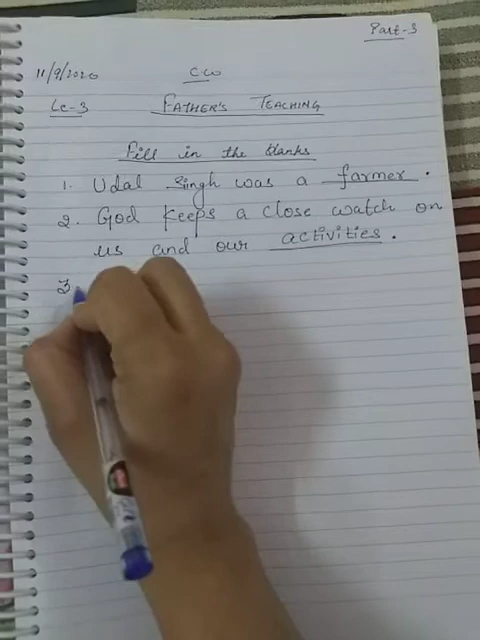 Part-3
11/9/2020 CW
Le-3 FATHER'S TEACHING
Fill in the blanks
1. Udal Singh was a farmer.
2. God keeps a close watch on
us and our activities.
3.